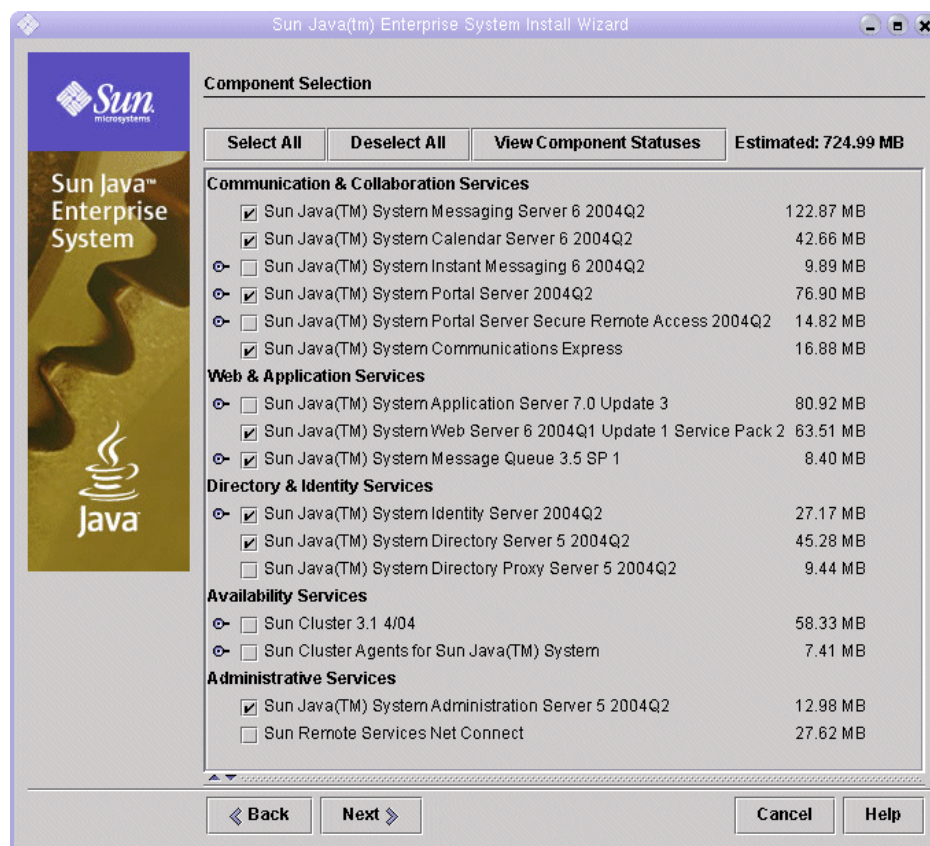 Sun Java(tm) Enterprise System Install Wizard
Sun
microsystems
Sun Java™
Enterprise
System
Java
Component Selection
Select All Deselect All View Component Statuses Estimated: 724.99 MB
Communication & Collaboration Services
Sun Java(TM) System Messaging Server 6 2004Q2 122.87 MB
Sun Java(TM) System Calendar Server 6 2004Q2 42.66 MB
Sun Java(TM) System Instant Messaging 6 2004Q2 9.89 MB
Sun Java(TM) System Portal Server 2004Q2 76.90 MB
Sun Java(TM) System Portal Server Secure Remote Access 2004Q2 14.82 MB
Sun Java(TM) System Communications Express 16.88 MB
Web & Application Services
Sun Java(TM) System Application Server 7.0 Update 3 80.92 MB
Sun Java(TM) System Web Server 6 2004Q1 Update 1 Service Pack 2 63.51 MB
Sun Java(TM) System Message Queue 3.5 SP 1 8.40 MB
Directory & Identity Services
Sun Java(TM) System Identity Server 2004Q2 27.17 MB
Sun Java(TM) System Directory Server 5 2004Q2 45.28 MB
Sun Java(TM) System Directory Proxy Server 5 2004Q2 9.44 MB
Availability Services
Sun Cluster 3.1 4/04 58.33 MB
Sun Cluster Agents for Sun Java(TM) System 7.41 MB
Administrative Services
Sun Java(TM) System Administration Server 5 2004Q2 12.98 MB
Sun Remote Services Net Connect 27.62 MB
Back Next Cancel Help